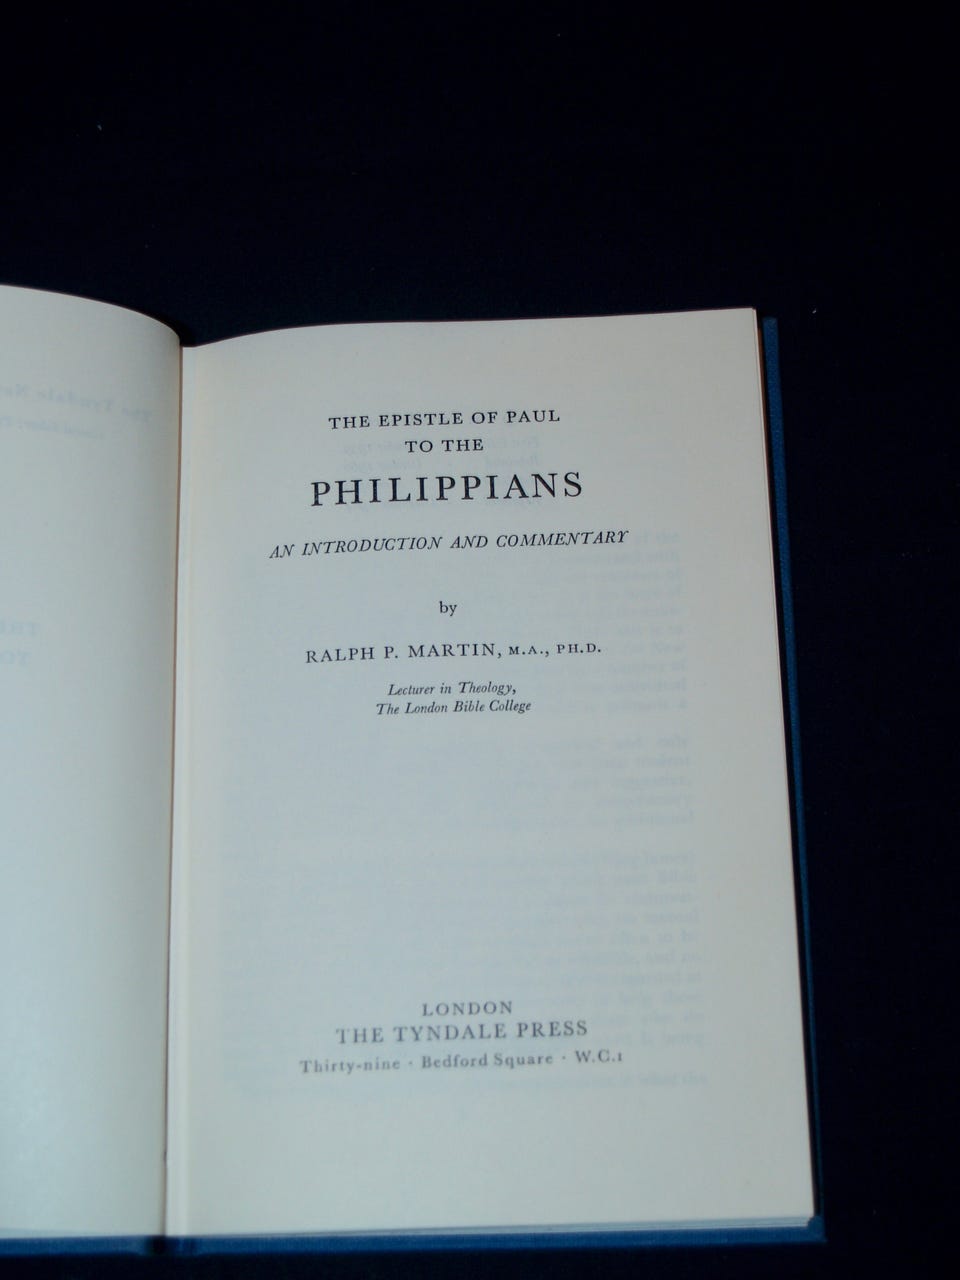 THE EPISTLE OF PAUL
TO THE
PHILIPPIANS
AN INTRODUCTION AND COMMENTARY
by
RALPH P. MARTIN, M.A., PH.D.
Lecturer in Theology,
The London Bible College
LONDON
THE TYNDALE PRESS
Thirty-nine · Bedford Square · W.C.1